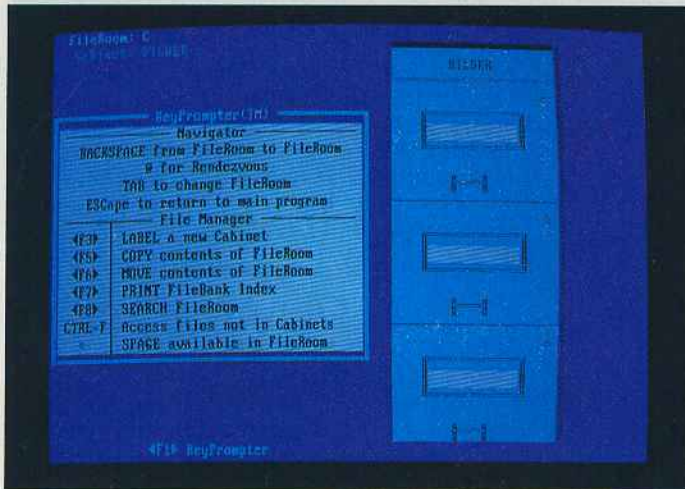 FileRoom: C
Cabinet: BILDER
BILDER
KeyPrompter(TM)
Navigator
BACKSPACE from FileRoom to FileRoom
@ for Rendezvous
TAB to change FileRoom
ESCape to return to main program
File Manager
◄F3► LABEL a new Cabinet
◄F5► COPY contents of FileRoom
◄F6► MOVE contents of FileRoom
◄F7► PRINT FileBank Index
◄F8► SEARCH FileRoom
CTRL-F Access files not in Cabinets
SPACE available in FileRoom
◄F1► KeyPrompter